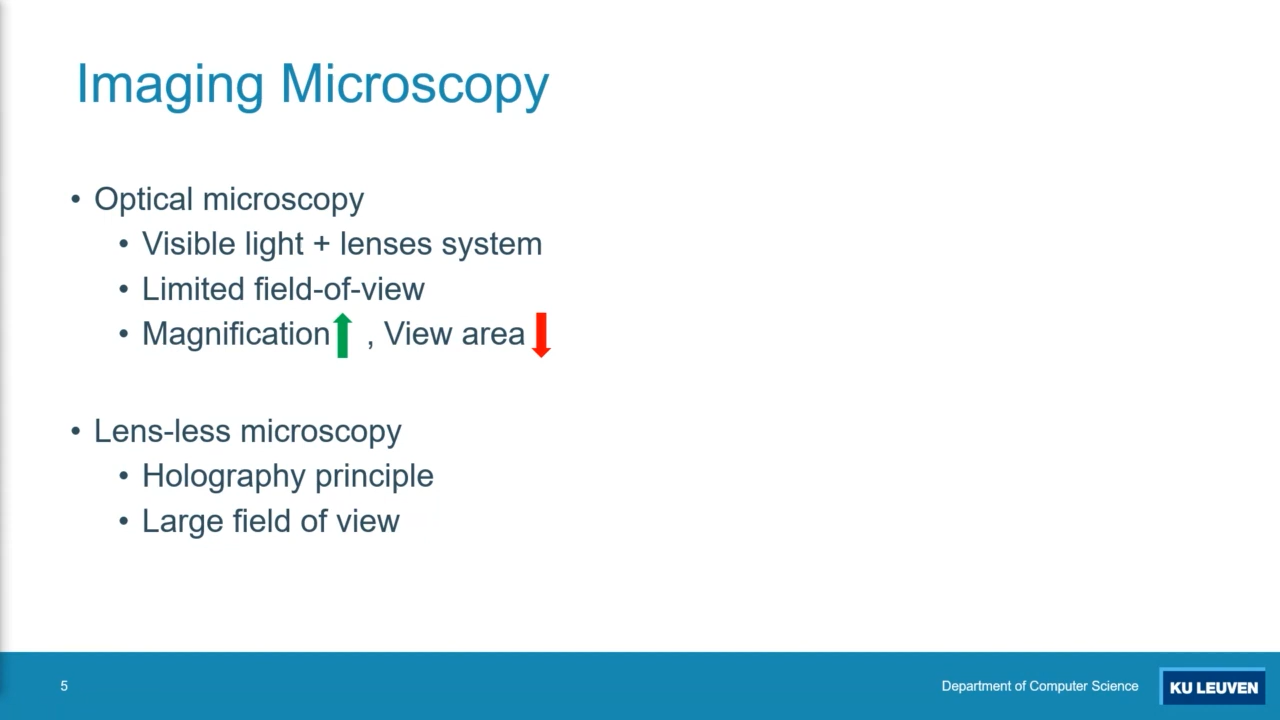 Imaging Microscopy
• Optical microscopy
• Visible light + lenses system
• Limited field-of-view
• Magnification , View area
• Lens-less microscopy
• Holography principle
• Large field of view
5
Department of Computer Science
KU LEUVEN